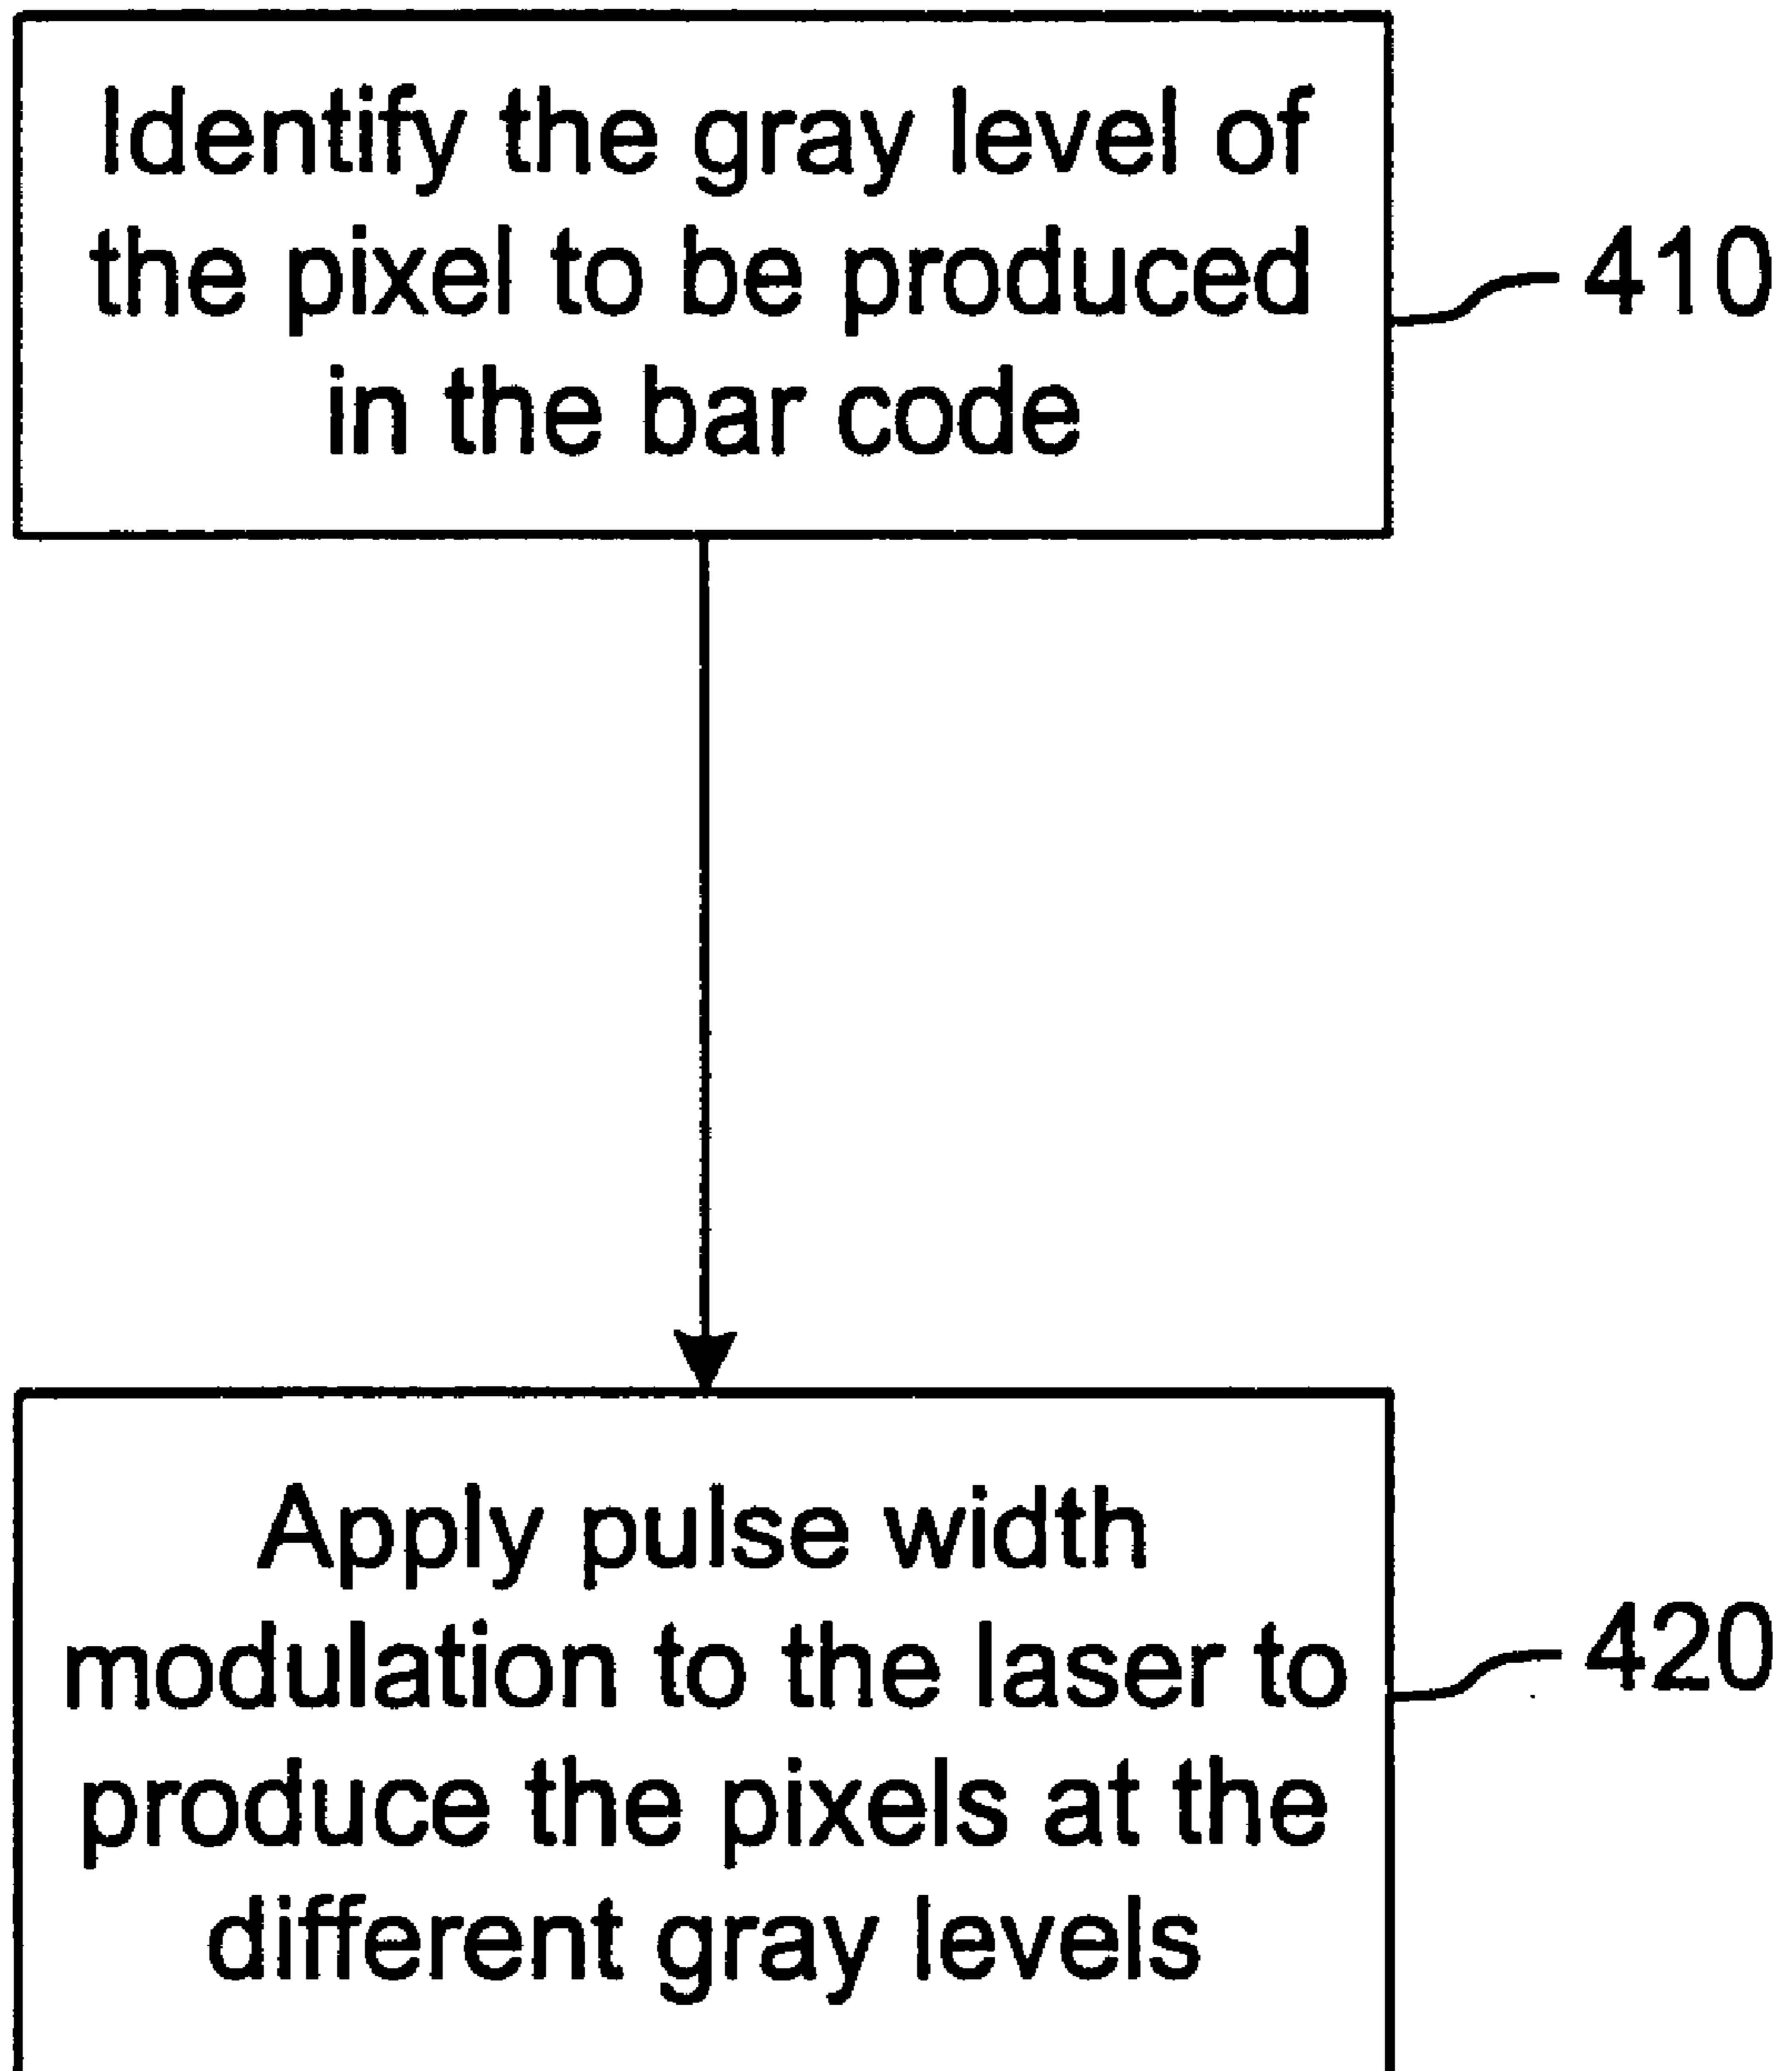 Identify the gray level of
the pixel to be produced
in the bar code
410
Apply pulse width
modulation to the laser to
produce the pixels at the
different gray levels
420